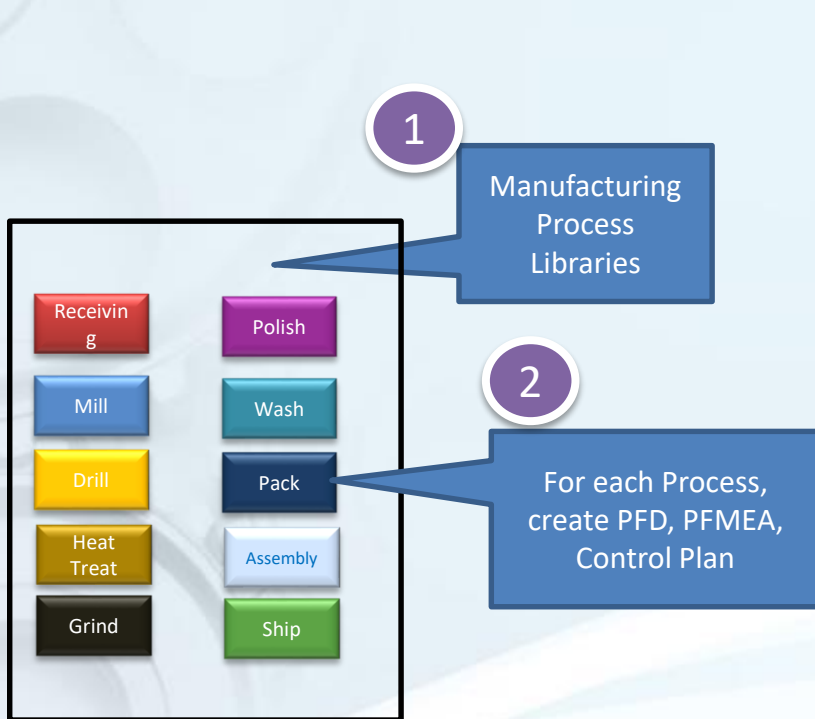 1
Manufacturing
Process
Libraries
Receivin
g
Polish
Mill
Wash
2
Drill
Pack
For each Process,
create PFD, PFMEA,
Control Plan
Heat
Treat
Assembly
Grind
Ship